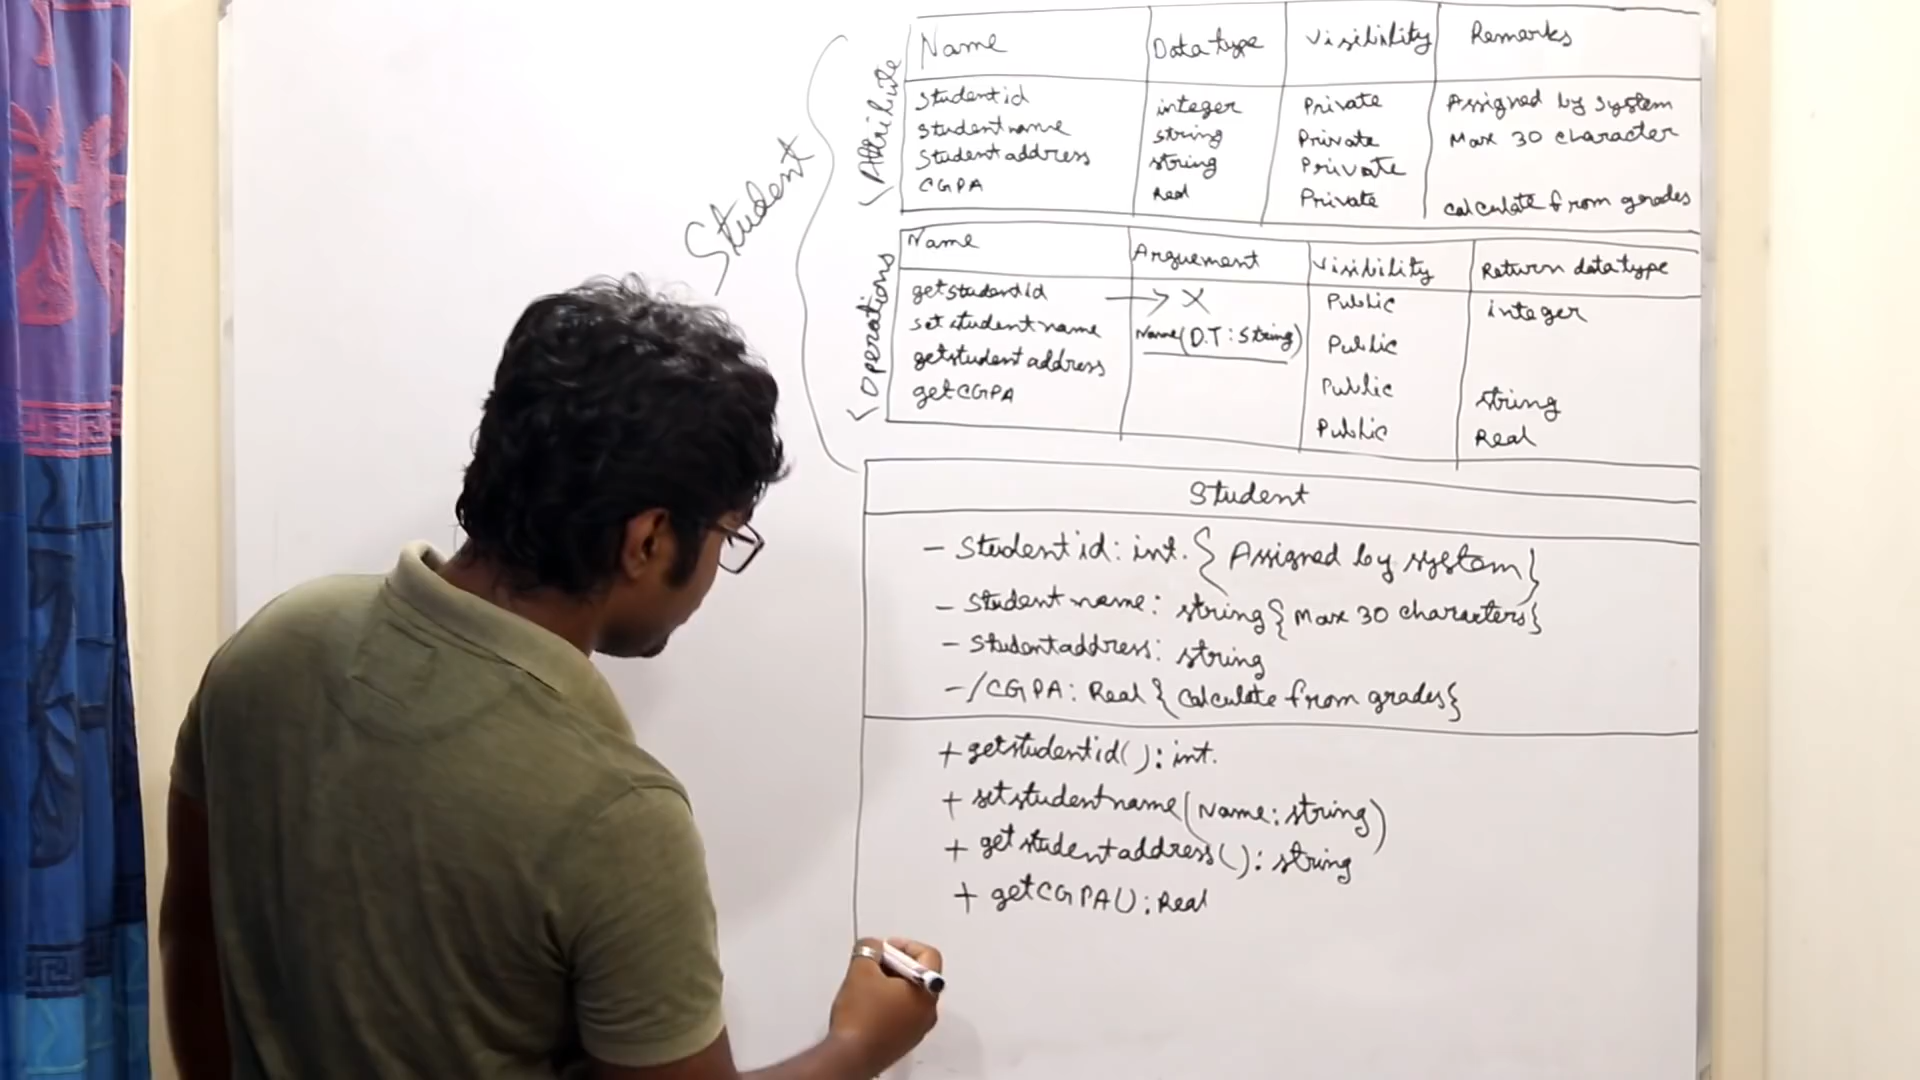 Student
Attribute
Name Data type Visibility Remarks
Student id integer Private Assigned by System
Student name string Private Max 30 character
Student address string Private
CGPA Real Private calculate from grades
Operations
Name Arguement Visibility Return data type
getstudentid → X Public integer
set studentname Name(D.T: String) Public
getstudent address Public string
getCGPA Public Real
Student
- Student id: int. { Assigned by system }
- Student name: string { Max 30 characters }
- Studentaddress: string
- /CGPA: Real { calculate from grades }
+ getstudentid(): int.
+ setstudentname(Name: string)
+ getstudentaddress(): string
+ getCGPA(): Real